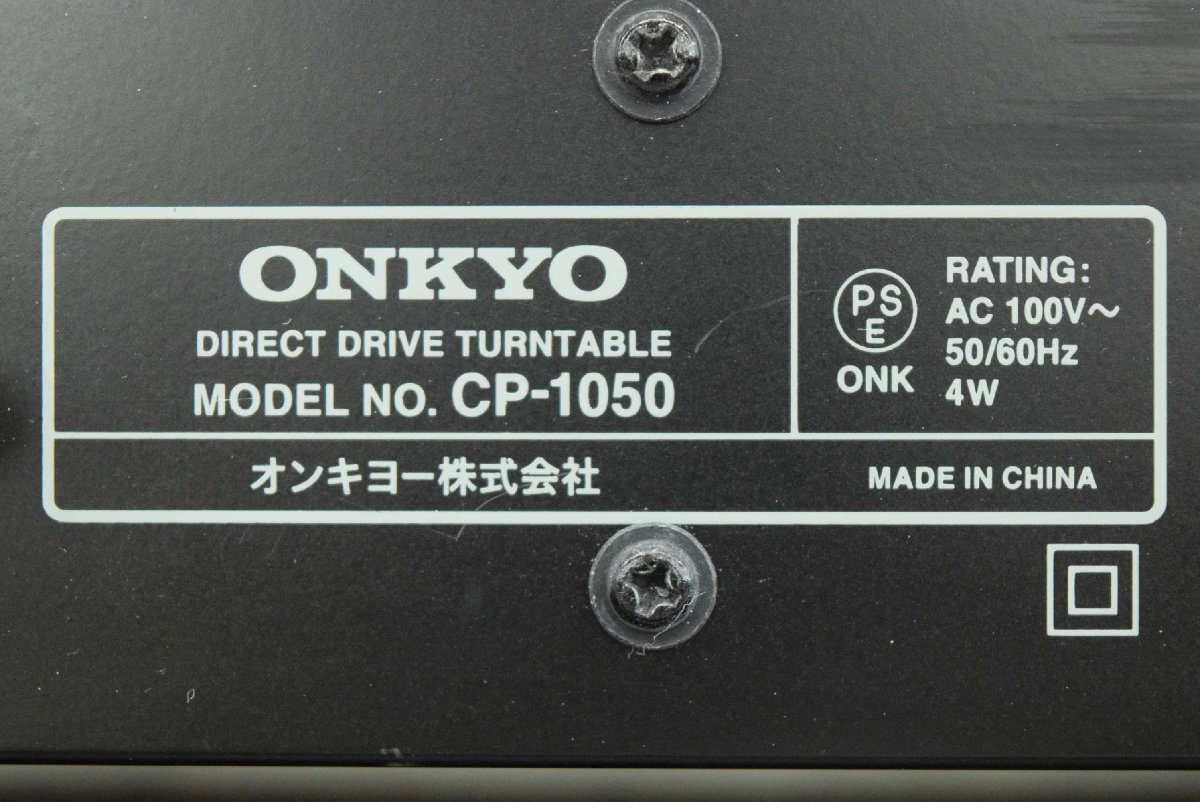 ONKYO
DIRECT DRIVE TURNTABLE
MODEL NO. CP-1050
PS
E
ONK
RATING:
AC 100V～
50/60Hz
4W
オンキヨー株式会社
MADE IN CHINA